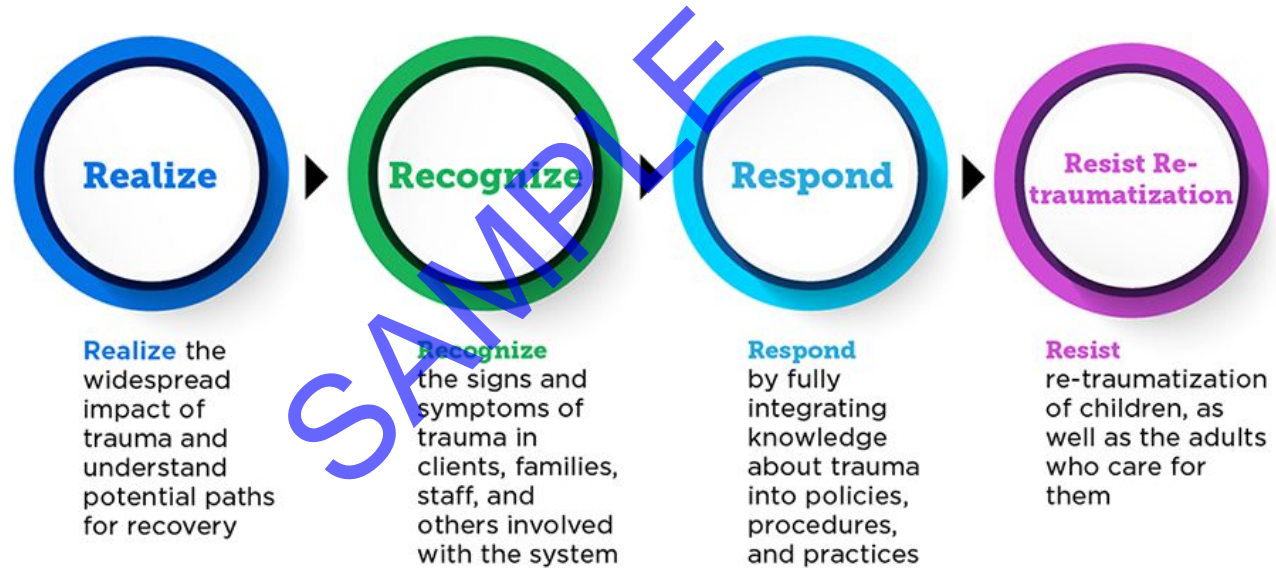 Realize
Recognize
Respond
Resist Re-
traumatization
SAMPLE
Realize the
widespread
impact of
trauma and
understand
potential paths
for recovery
Recognize
the signs and
symptoms of
trauma in
clients, families,
staff, and
others involved
with the system
Respond
by fully
integrating
knowledge
about trauma
into policies,
procedures,
and practices
Resist
re-traumatization
of children, as
well as the adults
who care for
them